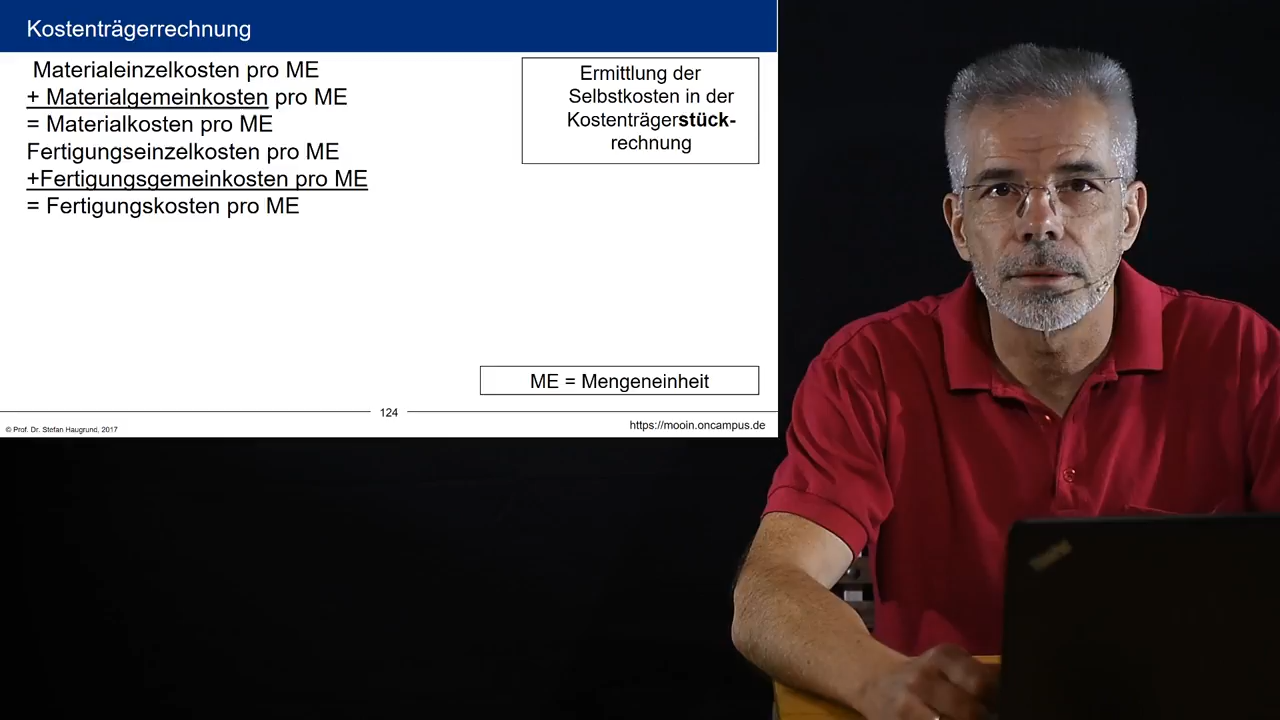 Kostenträgerrechnung
Materialeinzelkosten pro ME
+ Materialgemeinkosten pro ME
= Materialkosten pro ME
Fertigungseinzelkosten pro ME
+Fertigungsgemeinkosten pro ME
= Fertigungskosten pro ME
Ermittlung der
Selbstkosten in der
Kostenträgerstück-
rechnung
ME = Mengeneinheit
124
© Prof. Dr. Stefan Haugrund, 2017
https://mooin.oncampus.de